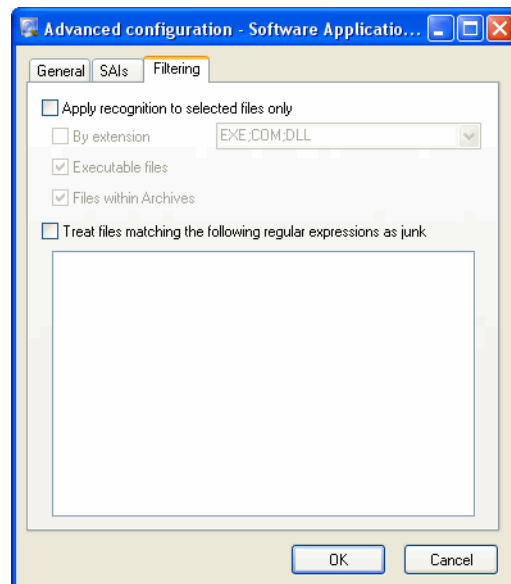 Advanced configuration - Software Applicatio...
General SAIs Filtering
Apply recognition to selected files only
By extension EXE;COM;DLL
Executable files
Files within Archives
Treat files matching the following regular expressions as junk
OK Cancel